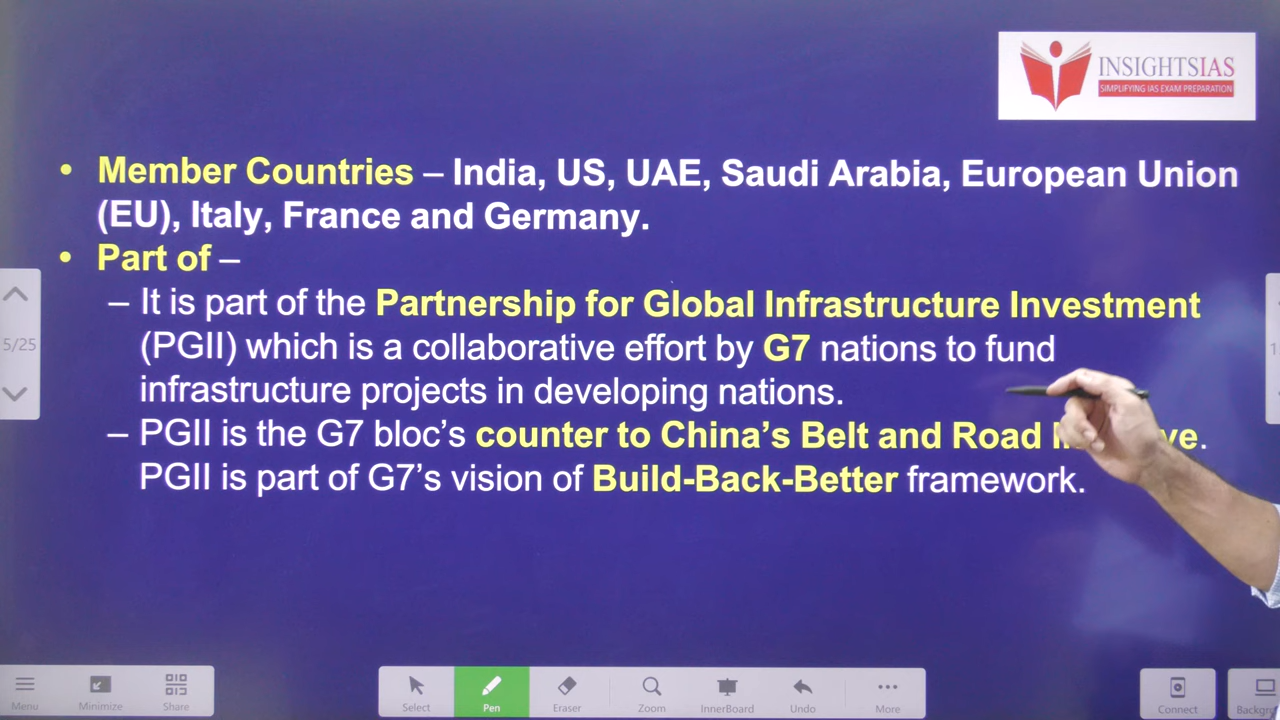 INSIGHTSIAS
SIMPLIFYING IAS EXAM PREPARATION
• Member Countries – India, US, UAE, Saudi Arabia, European Union
(EU), Italy, France and Germany.
• Part of –
– It is part of the Partnership for Global Infrastructure Investment
(PGII) which is a collaborative effort by G7 nations to fund
infrastructure projects in developing nations.
– PGII is the G7 bloc’s counter to China’s Belt and Road
PGII is part of G7’s vision of Build-Back-Better framework.
5/25
Menu Minimize Share Select Pen Eraser Zoom InnerBoard Undo More Connect